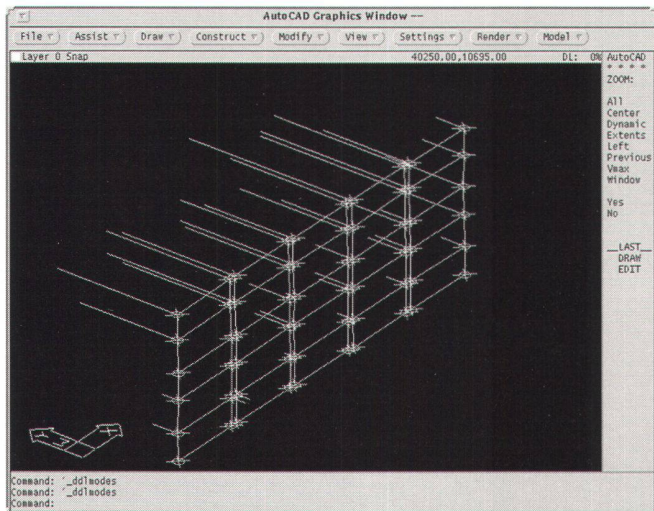 AutoCAD Graphics Window --
File Assist Draw Construct Modify View Settings Render Model
Layer 0 Snap 40250.00,10695.00 DL: 0% AutoCAD
* * * *
ZOOM:
All
Center
Dynamic
Extents
Left
Previous
Vmax
Window
Yes
No
__LAST__
DRAW
EDIT
Command: '_ddlmodes
Command: '_ddlmodes
Command: